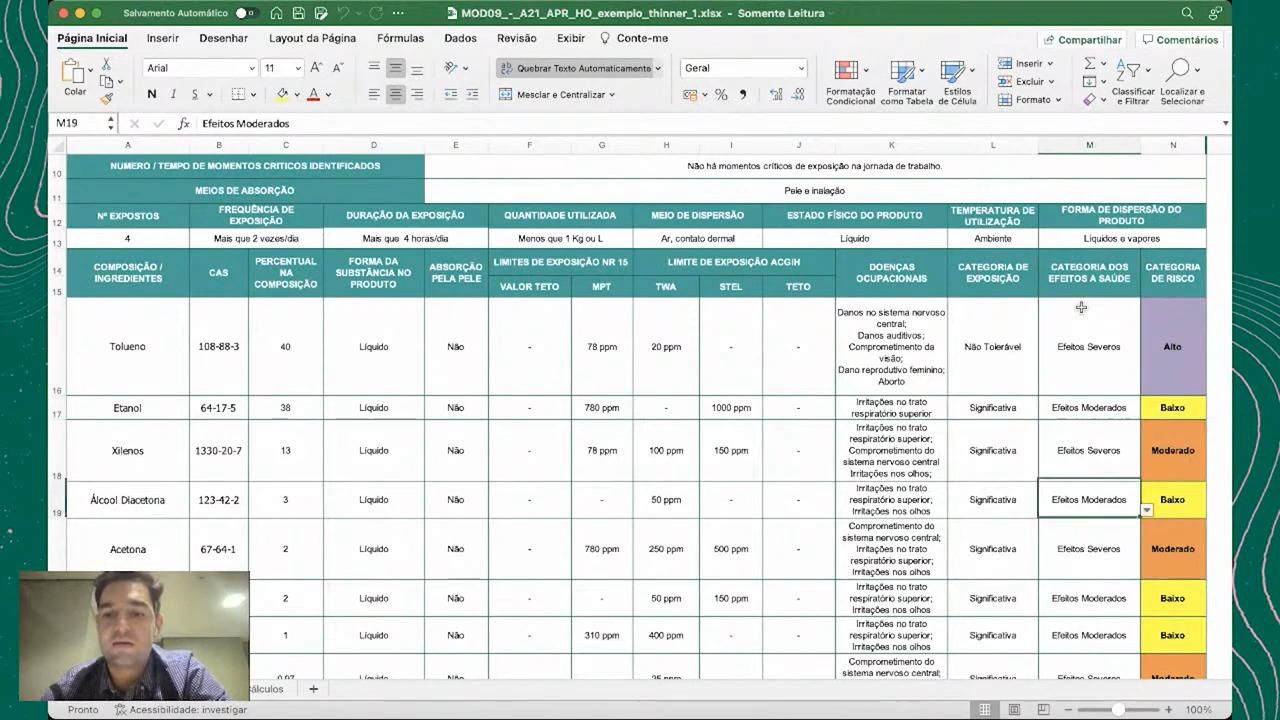 Salvamento Automático
MOD09_-_A21_APR_HO_exemplo_thinner_1.xlsx - Somente Leitura
Página Inicial Inserir Desenhar Layout da Página Fórmulas Dados Revisão Exibir Conte-me Compartilhar Comentários
Colar
Arial 11
Quebrar Texto Automaticamente
Geral
N I S A
Mesclar e Centralizar
Formatação Condicional
Formatar como Tabela
Estilos de Célula
Inserir
Excluir
Formato
Classificar e Filtrar
Localizar e Selecionar
M19 fx Efeitos Moderados
A B C D E F G H I J K L M N
10 NUMERO / TEMPO DE MOMENTOS CRITICOS IDENTIFICADOS Não há momentos críticos de exposição na jornada de trabalho.
11 MEIOS DE ABSORÇÃO Pele e inalação
12 Nº EXPOSTOS FREQUÊNCIA DE EXPOSIÇÃO DURAÇÃO DA EXPOSIÇÃO QUANTIDADE UTILIZADA MEIO DE DISPERSÃO ESTADO FÍSICO DO PRODUTO TEMPERATURA DE UTILIZAÇÃO FORMA DE DISPERSÃO DO PRODUTO
13 4 Mais que 2 vezes/dia Mais que 4 horas/dia Menos que 1 Kg ou L Ar, contato dermal Líquido Ambiente Líquidos e vapores
14 COMPOSIÇÃO / INGREDIENTES CAS PERCENTUAL NA COMPOSIÇÃO FORMA DA SUBSTÂNCIA NO PRODUTO ABSORÇÃO PELA PELE LIMITES DE EXPOSIÇÃO NR 15 LIMITE DE EXPOSIÇÃO ACGIH DOENÇAS OCUPACIONAIS CATEGORIA DE EXPOSIÇÃO CATEGORIA DOS EFEITOS A SAÚDE CATEGORIA DE RISCO
15 VALOR TETO MPT TWA STEL TETO
16 Tolueno 108-88-3 40 Líquido Não - 78 ppm 20 ppm - - Danos no sistema nervoso central; Danos auditivos; Comprometimento da visão; Dano reprodutivo feminino; Aborto Não Tolerável Efeitos Severos Alto
17 Etanol 64-17-5 38 Líquido Não - 780 ppm - 1000 ppm - Irritações no trato respiratório superior Significativa Efeitos Moderados Baixo
18 Xilenos 1330-20-7 13 Líquido Não - 78 ppm 100 ppm 150 ppm - Irritações no trato respiratório superior; Comprometimento do sistema nervoso central Irritações nos olhos; Significativa Efeitos Severos Moderado
19 Álcool Diacetona 123-42-2 3 Líquido Não - - 50 ppm - - Irritações no trato respiratório superior; Irritações nos olhos Significativa Efeitos Moderados Baixo
Acetona 67-64-1 2 Líquido Não - 780 ppm 250 ppm 500 ppm - Comprometimento do sistema nervoso central; Irritações no trato respiratório superior; Irritações nos olhos Significativa Efeitos Severos Moderado
2 Líquido Não - - 50 ppm 150 ppm - Irritações no trato respiratório superior; Irritações nos olhos Significativa Efeitos Moderados Baixo
1 Líquido Não - 310 ppm 400 ppm - - Irritações no trato respiratório superior; Irritações nos olhos Significativa Efeitos Moderados Baixo
Comprometimento do sistema nervoso central;
Pronto Acessibilidade: investigar 100%